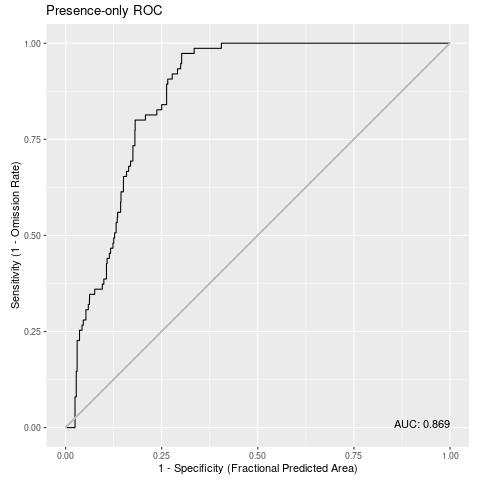 Presence-only ROC
Sensitivity (1 - Omission Rate)
1.00
0.75
0.50
0.25
0.00
AUC: 0.869
0.00 0.25 0.50 0.75 1.00
1 - Specificity (Fractional Predicted Area)